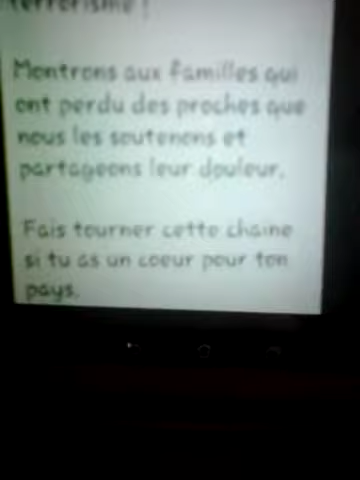 terrorisme !
Montrons aux familles qui
ont perdu des proches que
nous les soutenons et
partageons leur douleur.
Fais tourner cette chaine
si tu as un coeur pour ton
pays.